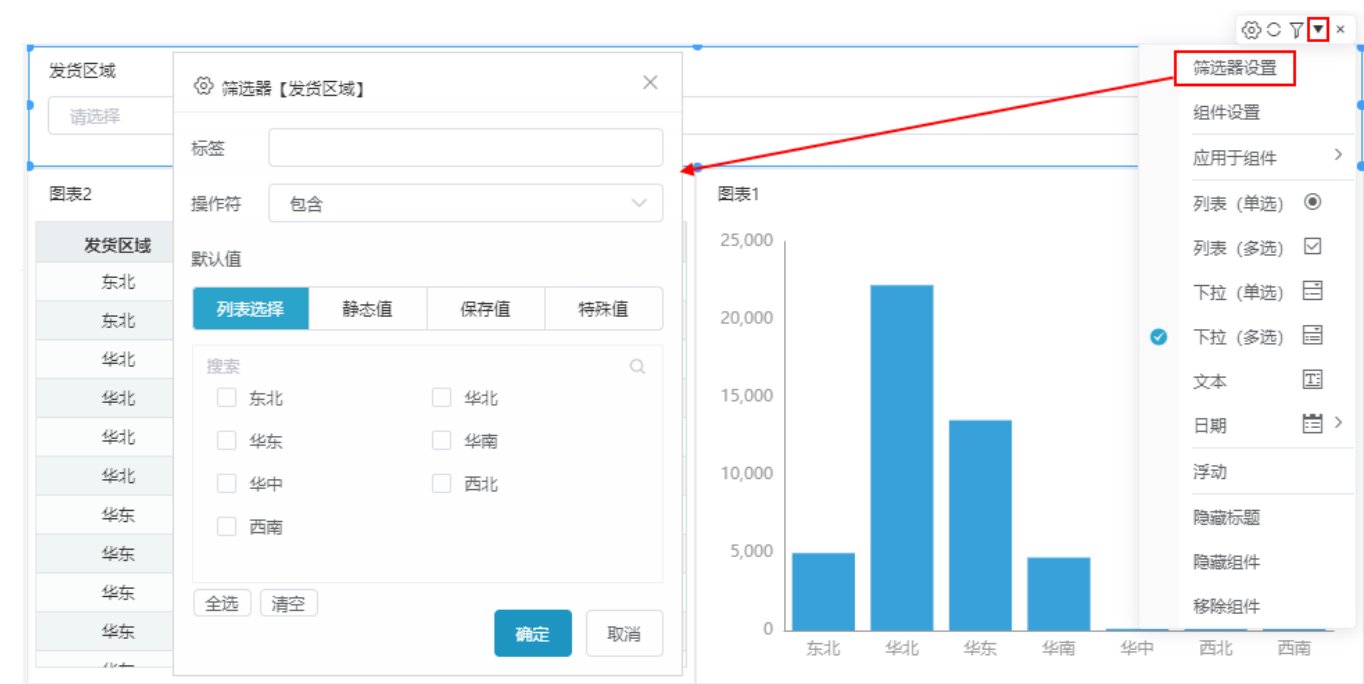 发货区域
请选择
图表2
发货区域
东北
东北
华北
华北
华北
华北
华东
华东
华东
华东
筛选器【发货区域】
标签
操作符
包含
默认值
列表选择
静态值
保存值
特殊值
搜索
东北
华北
华东
华南
华中
西北
西南
全选
清空
确定
取消
图表1
25,000
20,000
15,000
10,000
5,000
0
东北
华北
华东
华南
华中
西北
西南
筛选器设置
组件设置
应用于组件
列表（单选）
列表（多选）
下拉（单选）
下拉（多选）
文本
日期
浮动
隐藏标题
隐藏组件
移除组件